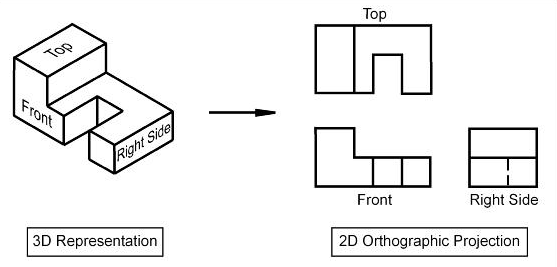 Top
Top
Front
Right Side
Front
Right Side
3D Representation
2D Orthographic Projection